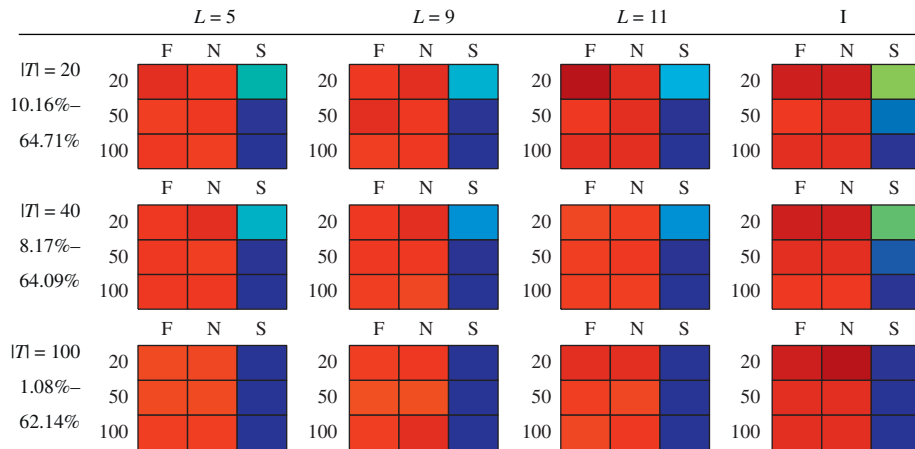 L = 5 L = 9 L = 11 I
F N S F N S F N S F N S
|T| = 20 20 20 20 20
10.16%– 50 50 50 50
64.71% 100 100 100 100
F N S F N S F N S F N S
|T| = 40 20 20 20 20
8.17%– 50 50 50 50
64.09% 100 100 100 100
F N S F N S F N S F N S
|T| = 100 20 20 20 20
1.08%– 50 50 50 50
62.14% 100 100 100 100